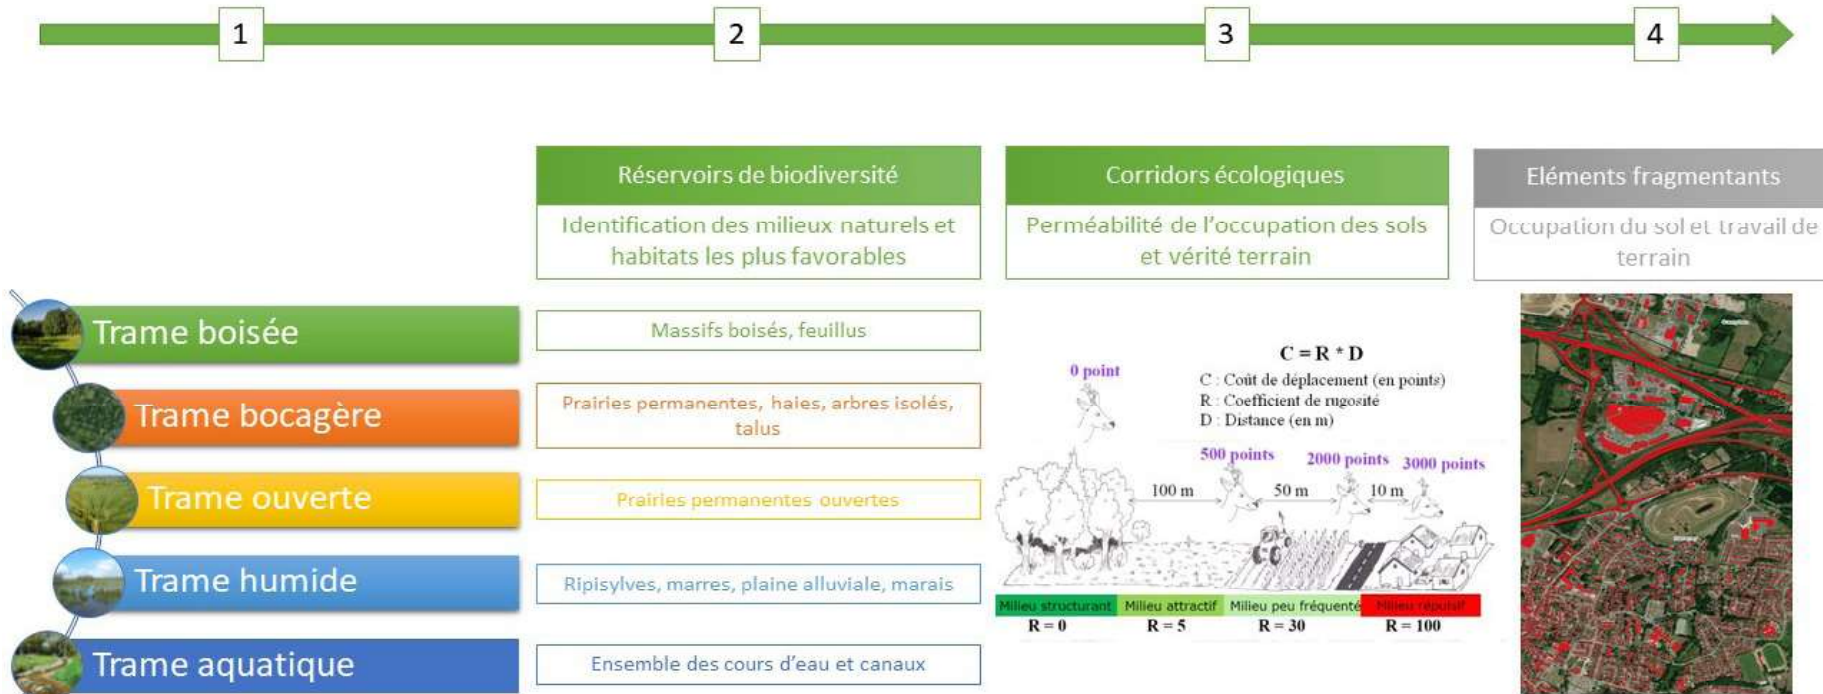 1
2
3
4
Réservoirs de biodiversité
Identification des milieux naturels et
habitats les plus favorables
Corridors écologiques
Perméabilité de l'occupation des sols
et vérité terrain
Eléments fragmentants
Occupation du sol et travail de
terrain
Trame boisée
Massifs boisés, feuillus
Trame bocagère
Prairies permanentes, haies, arbres isolés,
talus
Trame ouverte
Prairies permanentes ouvertes
Trame humide
Ripisylves, marres, plaine alluviale, marais
Trame aquatique
Ensemble des cours d'eau et canaux
C = R * D
C : Coût de déplacement (en points)
R : Coefficient de rugosité
D : Distance (en m)
0 point
500 points
2000 points
3000 points
100 m
50 m
10 m
Milieu structurant
Milieu attractif
Milieu peu fréquenté
Milieu répulsif
R = 0
R = 5
R = 30
R = 100